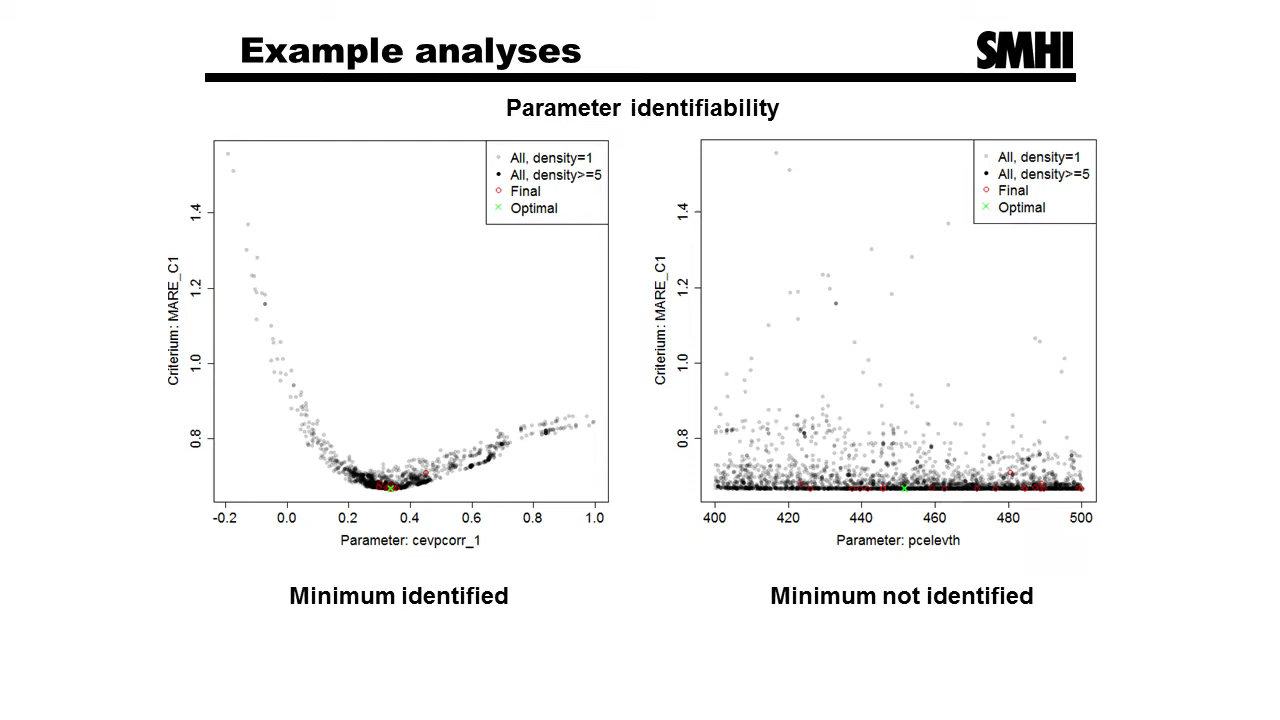 Example analyses
SMHI
Parameter identifiability
All, density=1
All, density>=5
Final
Optimal
Criterium: MARE_C1
1.4
1.2
1.0
0.8
-0.2 0.0 0.2 0.4 0.6 0.8 1.0
Parameter: cevpcorr_1
Minimum identified
All, density=1
All, density>=5
Final
Optimal
Criterium: MARE_C1
1.4
1.2
1.0
0.8
400 420 440 460 480 500
Parameter: pcelevth
Minimum not identified